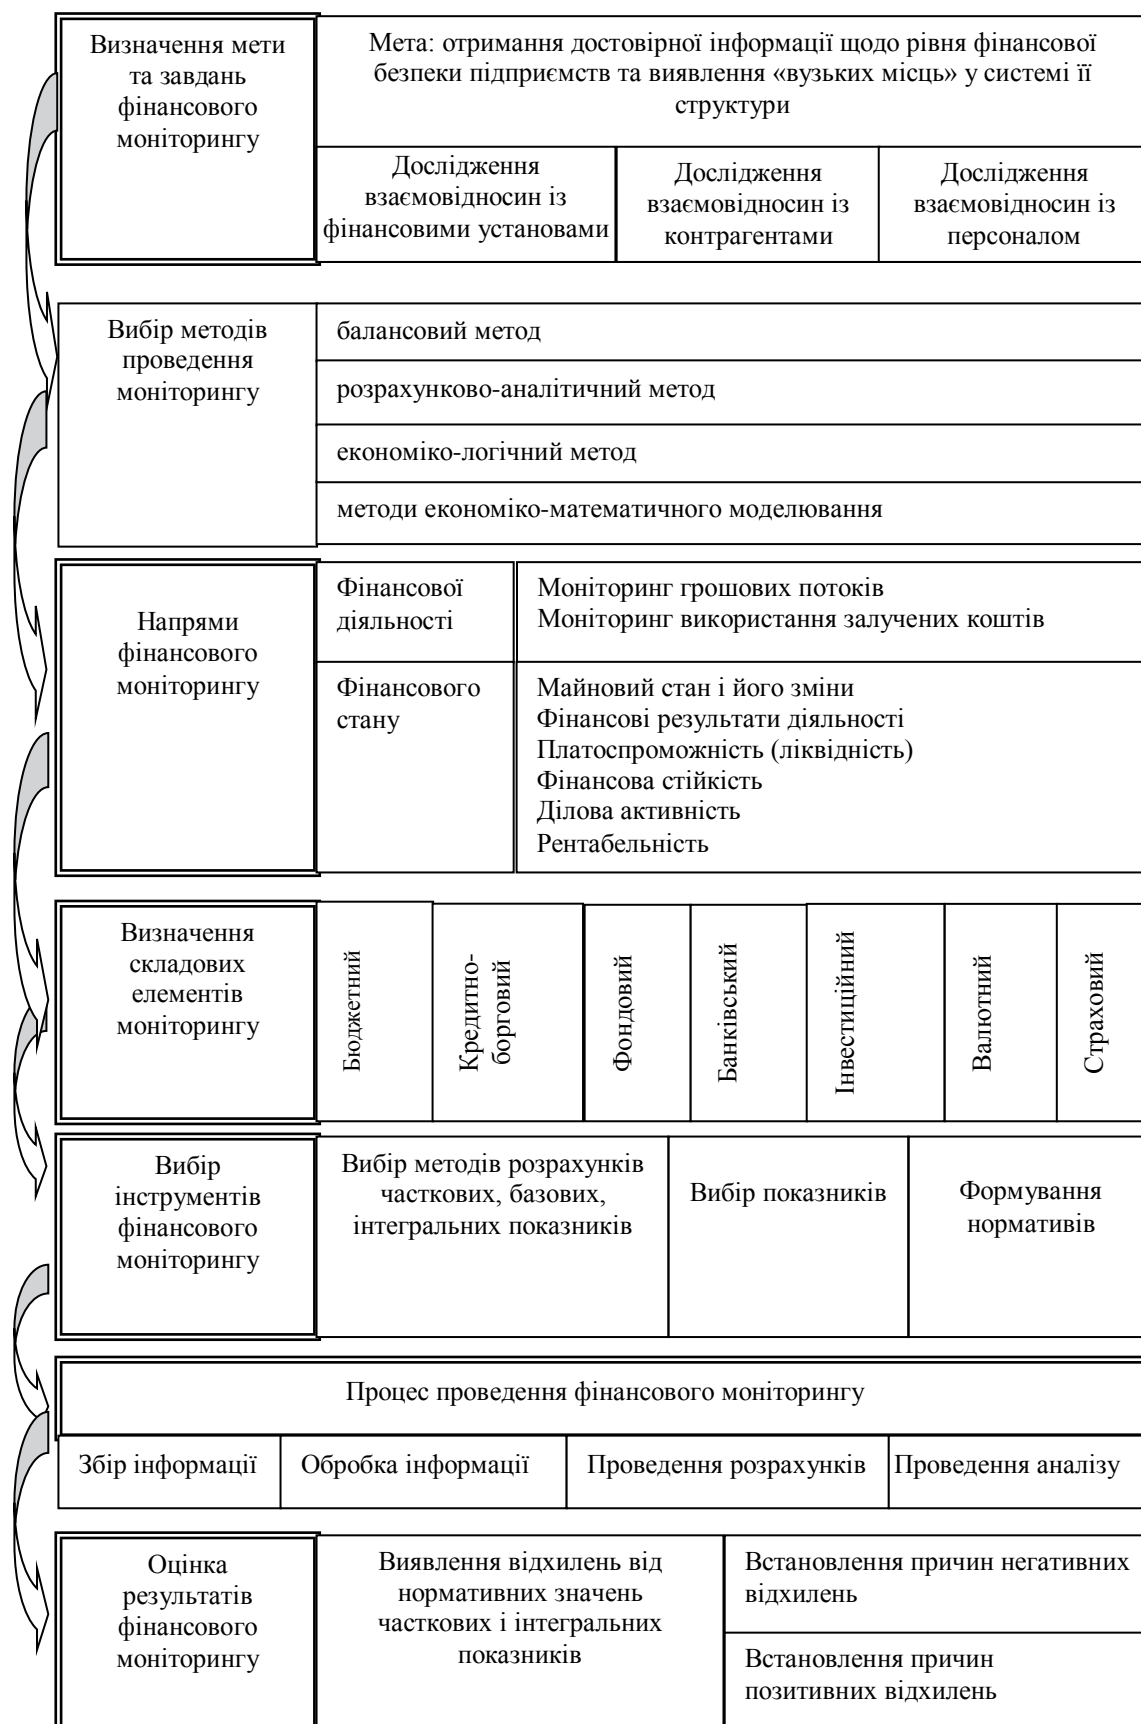 Визначення мети
та завдань
фінансового
моніторингу
Мета: отримання достовірної інформації щодо рівня фінансової
безпеки підприємств та виявлення «вузьких місць» у системі її
структури
Дослідження
взаємовідносин із
фінансовими установами
Дослідження
взаємовідносин із
контрагентами
Дослідження
взаємовідносин із
персоналом
Вибір методів
проведення
моніторингу
балансовий метод
розрахунково-аналітичний метод
економіко-логічний метод
методи економіко-математичного моделювання
Напрями
фінансового
моніторингу
Фінансової
діяльності
Моніторинг грошових потоків
Моніторинг використання залучених коштів
Фінансового
стану
Майновий стан і його зміни
Фінансові результати діяльності
Платоспроможність (ліквідність)
Фінансова стійкість
Ділова активність
Рентабельність
Визначення
складових
елементів
моніторингу
Бюджетний
Кредитно-
борговий
Фондовий
Банківський
Інвестиційний
Валютний
Страховий
Вибір
інструментів
фінансового
моніторингу
Вибір методів розрахунків
часткових, базових,
інтегральних показників
Вибір показників
Формування
нормативів
Процес проведення фінансового моніторингу
Збір інформації
Обробка інформації
Проведення розрахунків
Проведення аналізу
Оцінка
результатів
фінансового
моніторингу
Виявлення відхилень від
нормативних значень
часткових і інтегральних
показників
Встановлення причин негативних
відхилень
Встановлення причин
позитивних відхилень